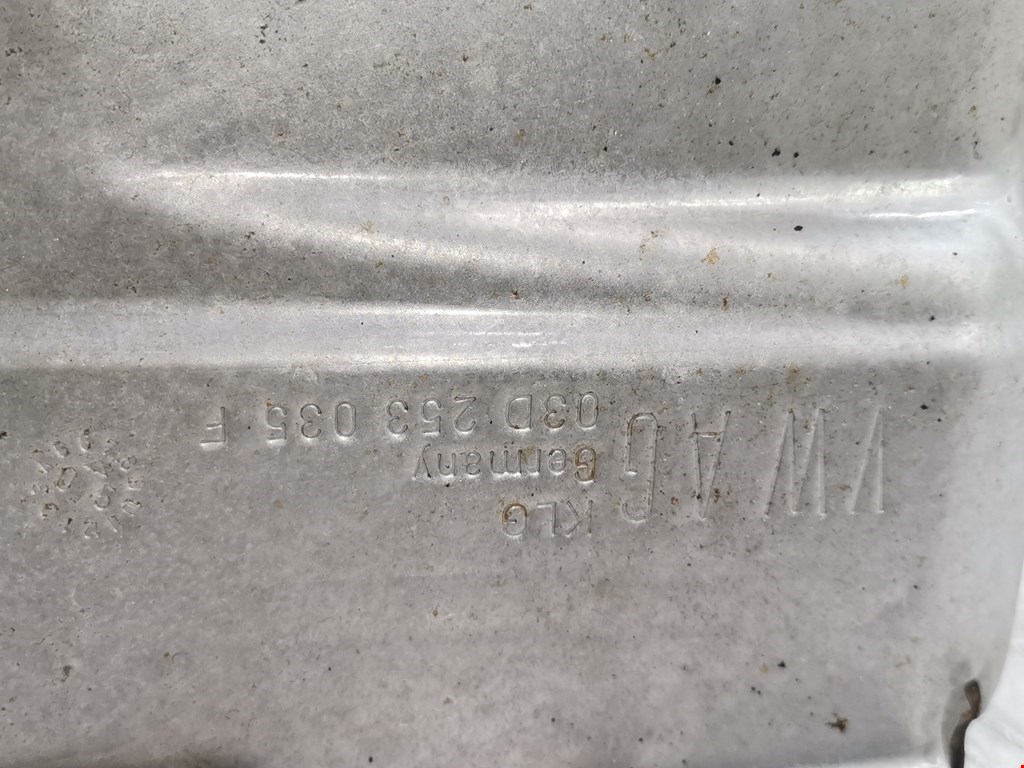 VW AG
KLG
Germany
03D 253 035 F